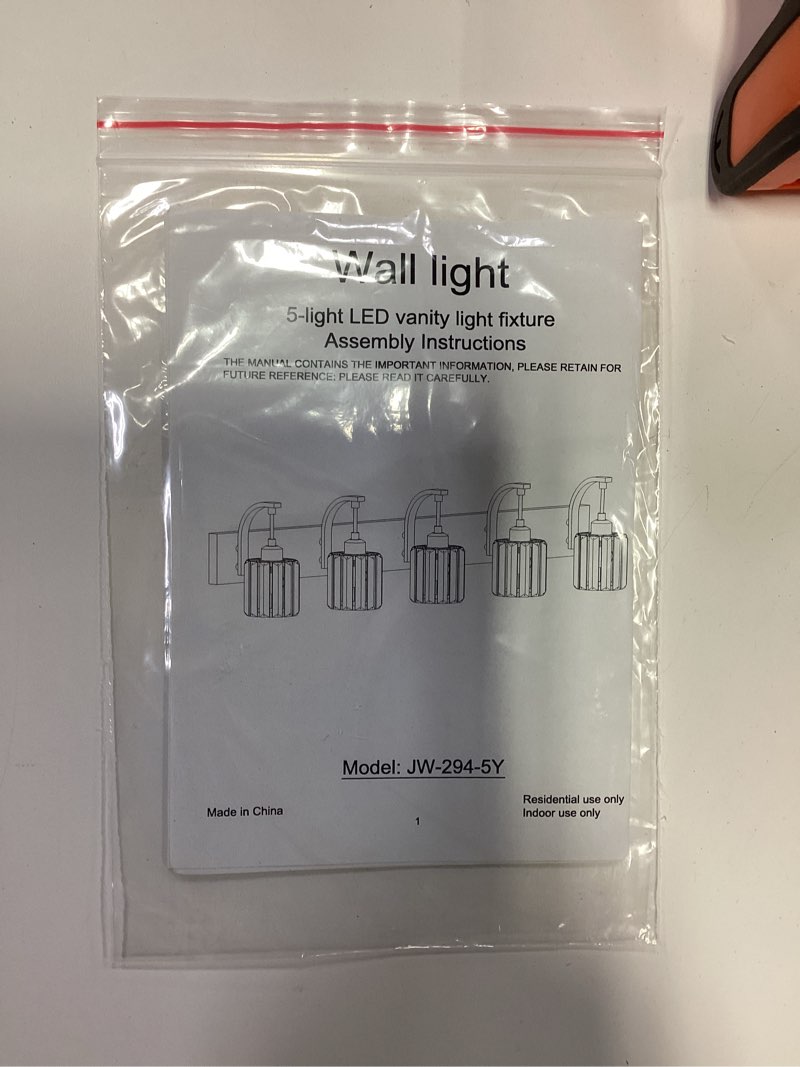 Wall light
5-light LED vanity light fixture
Assembly Instructions
THE MANUAL CONTAINS THE IMPORTANT INFORMATION, PLEASE RETAIN FOR
FUTURE REFERENCE; PLEASE READ IT CAREFULLY.
Model: JW-294-5Y
Made in China
Residential use only
Indoor use only
1